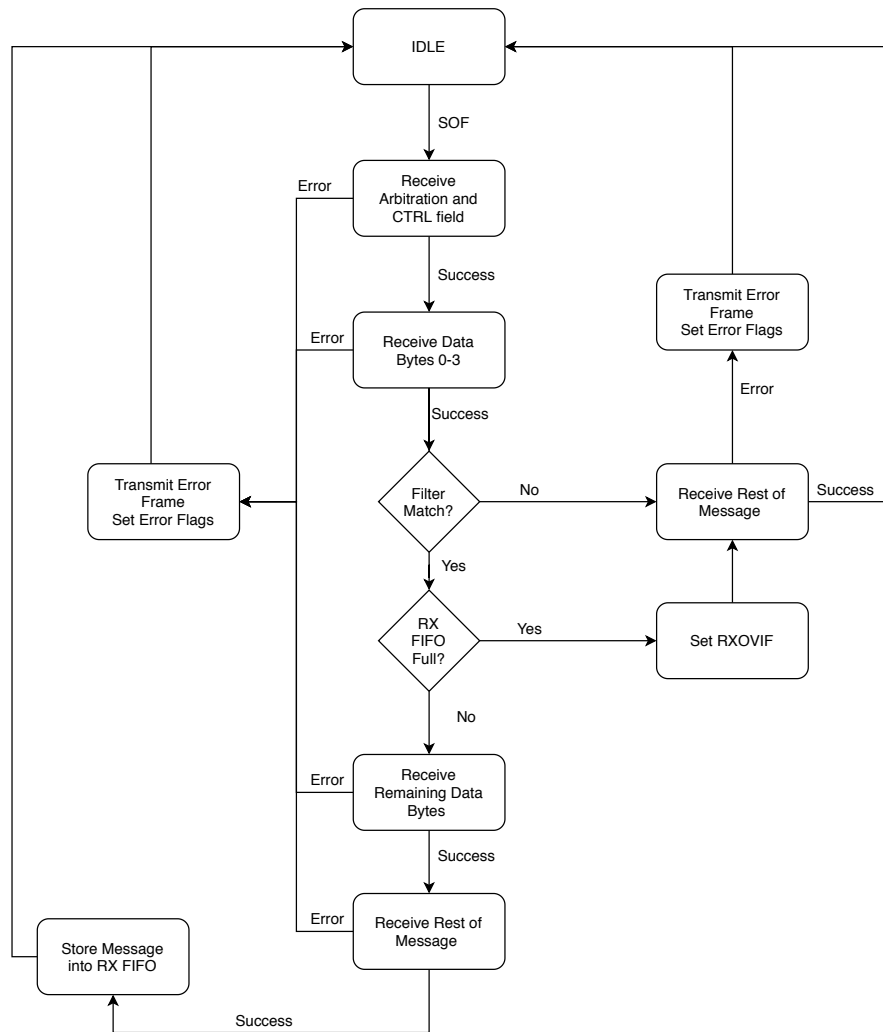 IDLE
SOF
Error
Receive
Arbitration and
CTRL field
Success
Transmit Error
Frame
Set Error Flags
Error
Receive Data
Bytes 0-3
Error
Success
Transmit Error
Frame
Set Error Flags
Filter
Match?
No
Receive Rest of
Message
Success
Yes
RX
FIFO
Full?
Yes
Set RXOVIF
No
Error
Receive
Remaining Data
Bytes
Success
Error
Receive Rest of
Message
Store Message
into RX FIFO
Success